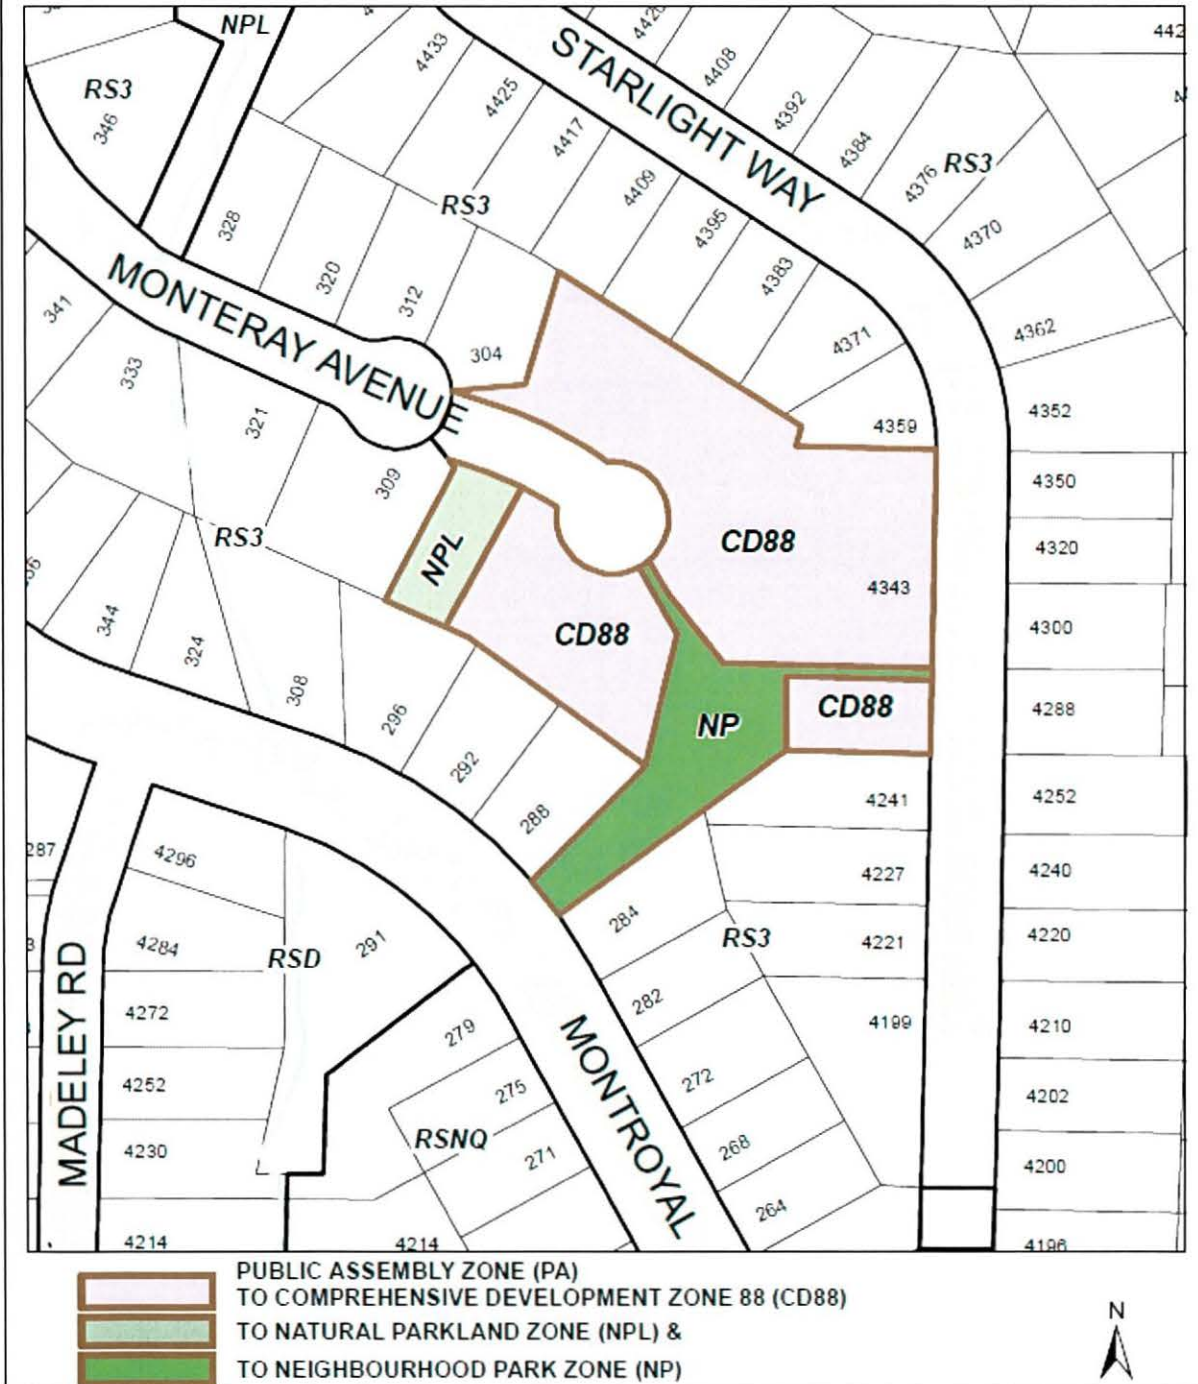 NPL
4433
4425
4417
4409
4395
4383
4371
4359
4408
4392
4384
4376
RS3
4370
4362
4352
4350
4320
4300
4288
4252
4240
4220
4210
4202
4200
4196
STARLIGHT WAY
RS3
346
328
320
312
304
RS3
MONTERAY AVENUE
341
333
321
309
RS3
NPL
CD88
CD88
4343
CD88
NP
344
324
308
296
292
288
4241
4227
4221
4199
RS3
284
282
272
268
264
287
4296
4284
4272
4252
4230
4214
RSD
291
279
275
271
RSNQ
4214
MADELEY RD
MONTROYAL
PUBLIC ASSEMBLY ZONE (PA)
TO COMPREHENSIVE DEVELOPMENT ZONE 88 (CD88)
TO NATURAL PARKLAND ZONE (NPL) &
TO NEIGHBOURHOOD PARK ZONE (NP)
N